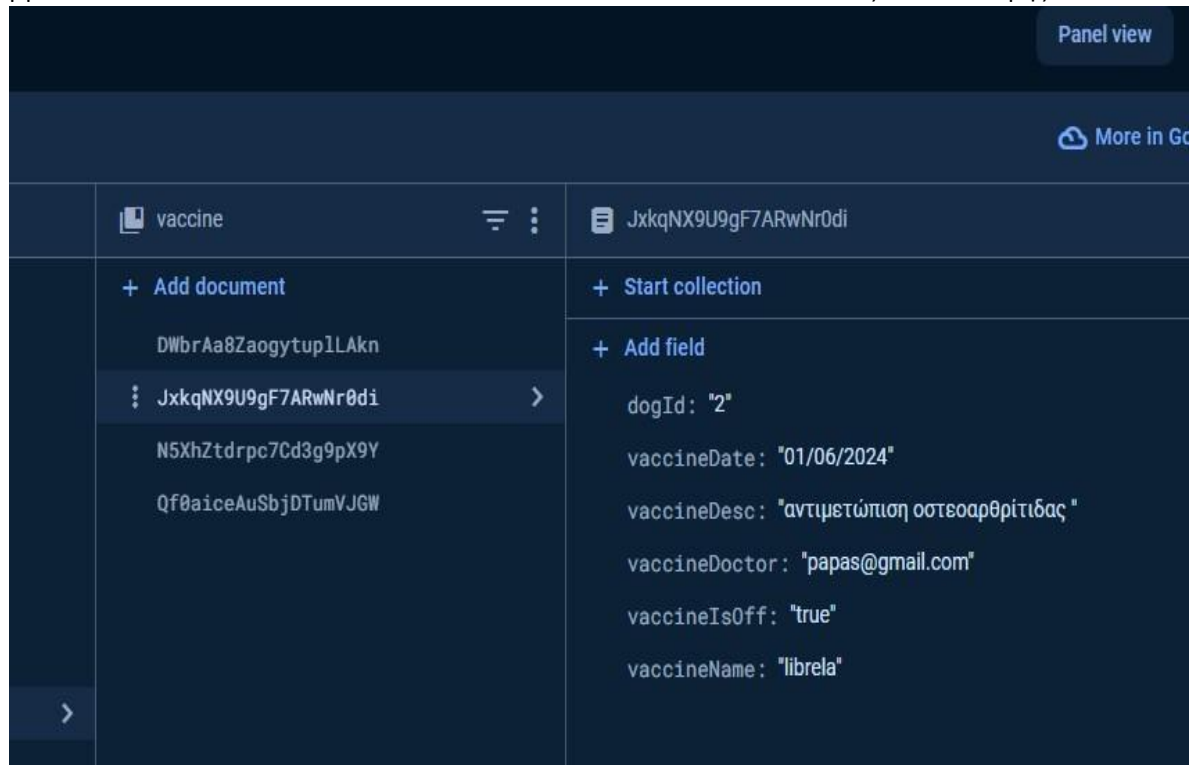 Panel view
More in Go
vaccine
JxkqNX9U9gF7ARwNr0di
+ Add document
+ Start collection
DWbrAa8ZaogytuplLAkn
+ Add field
JxkqNX9U9gF7ARwNr0di
N5XhZtdrpc7Cd3g9pX9Y
Qf0aiceAuSbjDTumVJGW
dogId: "2"
vaccineDate: "01/06/2024"
vaccineDesc: "αντιμετώπιση οστεοαρθρίτιδας "
vaccineDoctor: "papas@gmail.com"
vaccineIsOff: "true"
vaccineName: "librela"